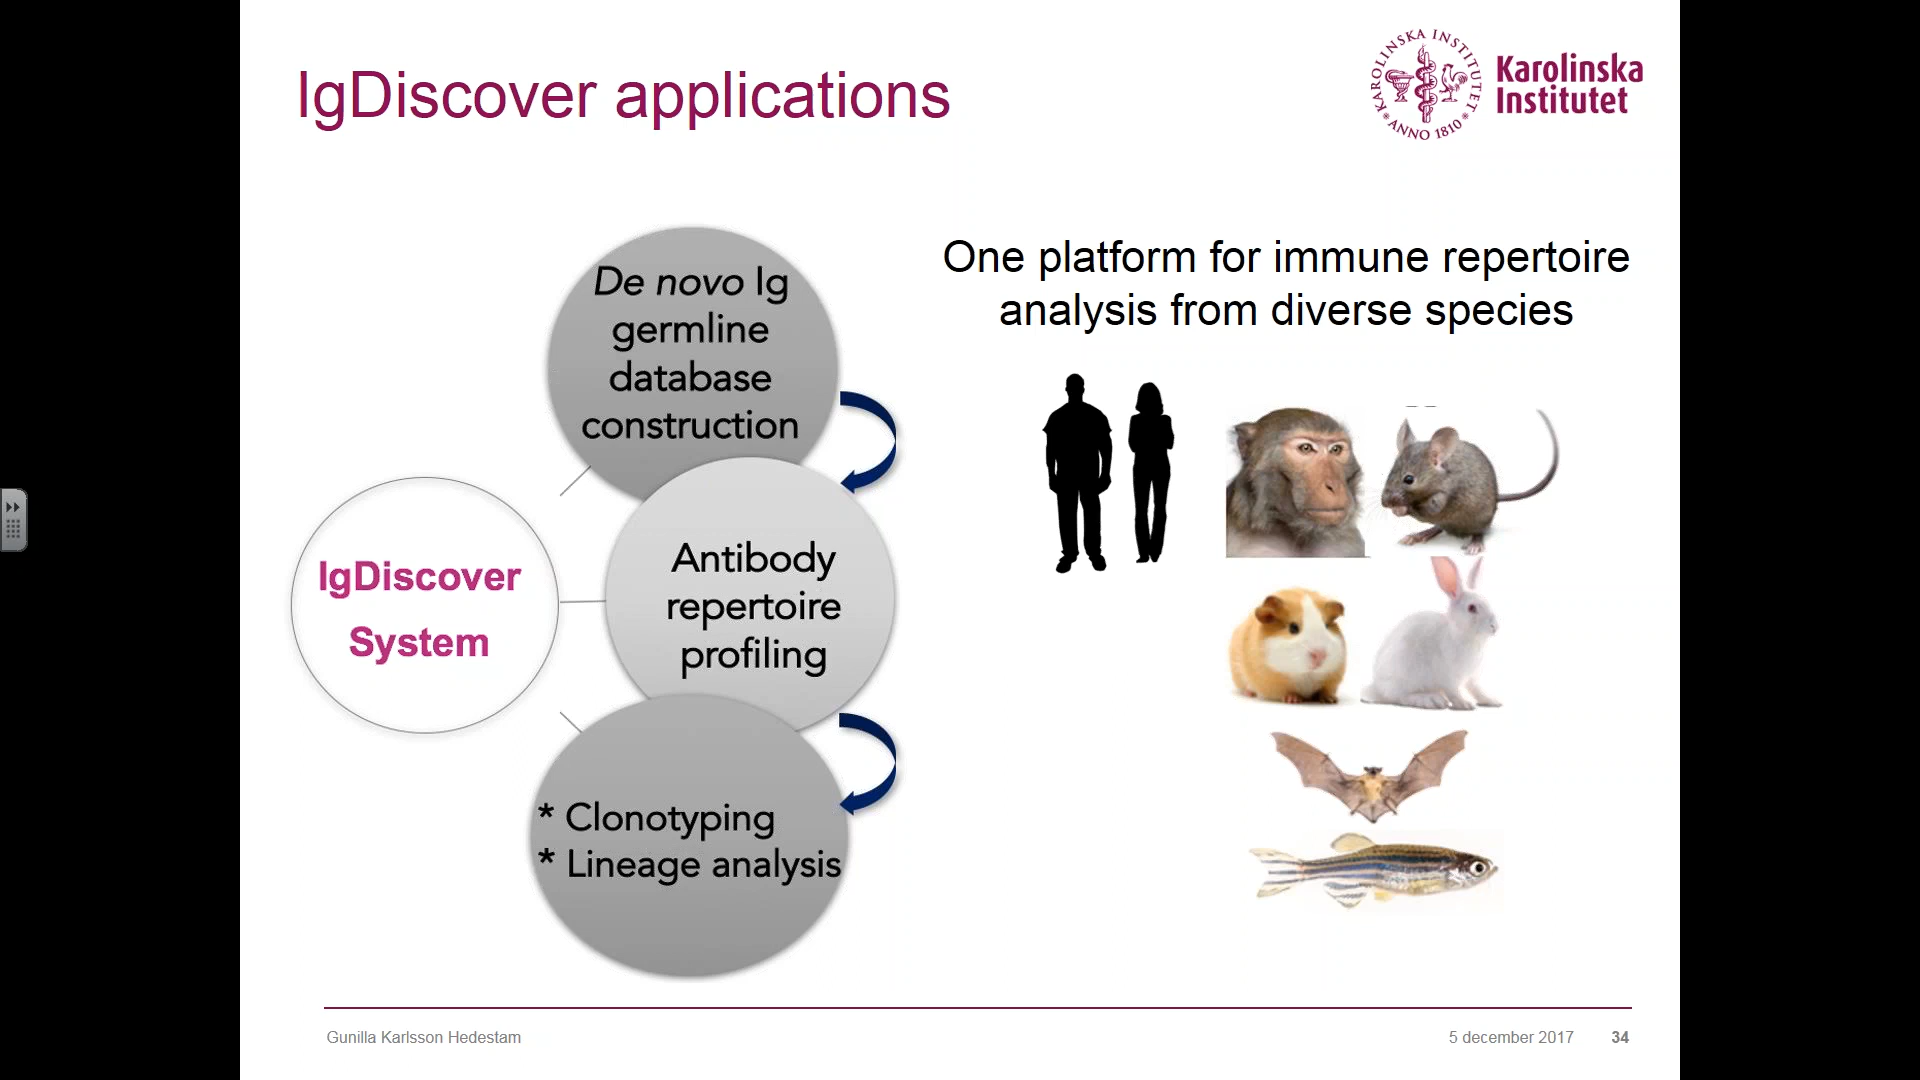 IgDiscover applications
KAROLINSKA INSTITUTET
* ANNO 1810 *
Karolinska
Institutet
De novo Ig
germline
database
construction
Antibody
repertoire
profiling
* Clonotyping
* Lineage analysis
IgDiscover
System
One platform for immune repertoire
analysis from diverse species
Gunilla Karlsson Hedestam
5 december 2017
34